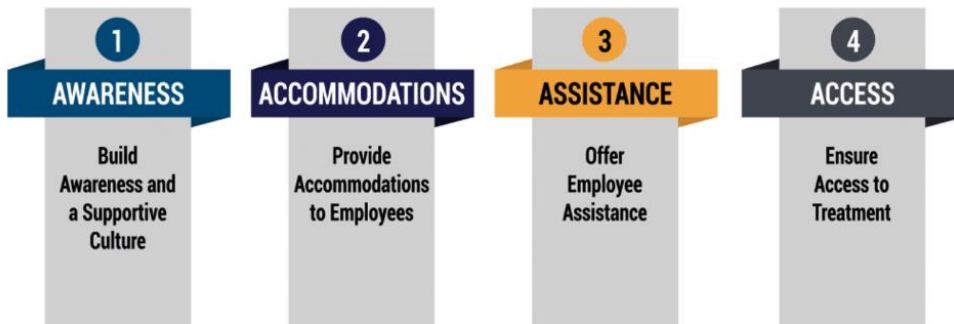 1
AWARENESS
Build
Awareness and
a Supportive
Culture
2
ACCOMMODATIONS
Provide
Accommodations
to Employees
3
ASSISTANCE
Offer
Employee
Assistance
4
ACCESS
Ensure
Access to
Treatment